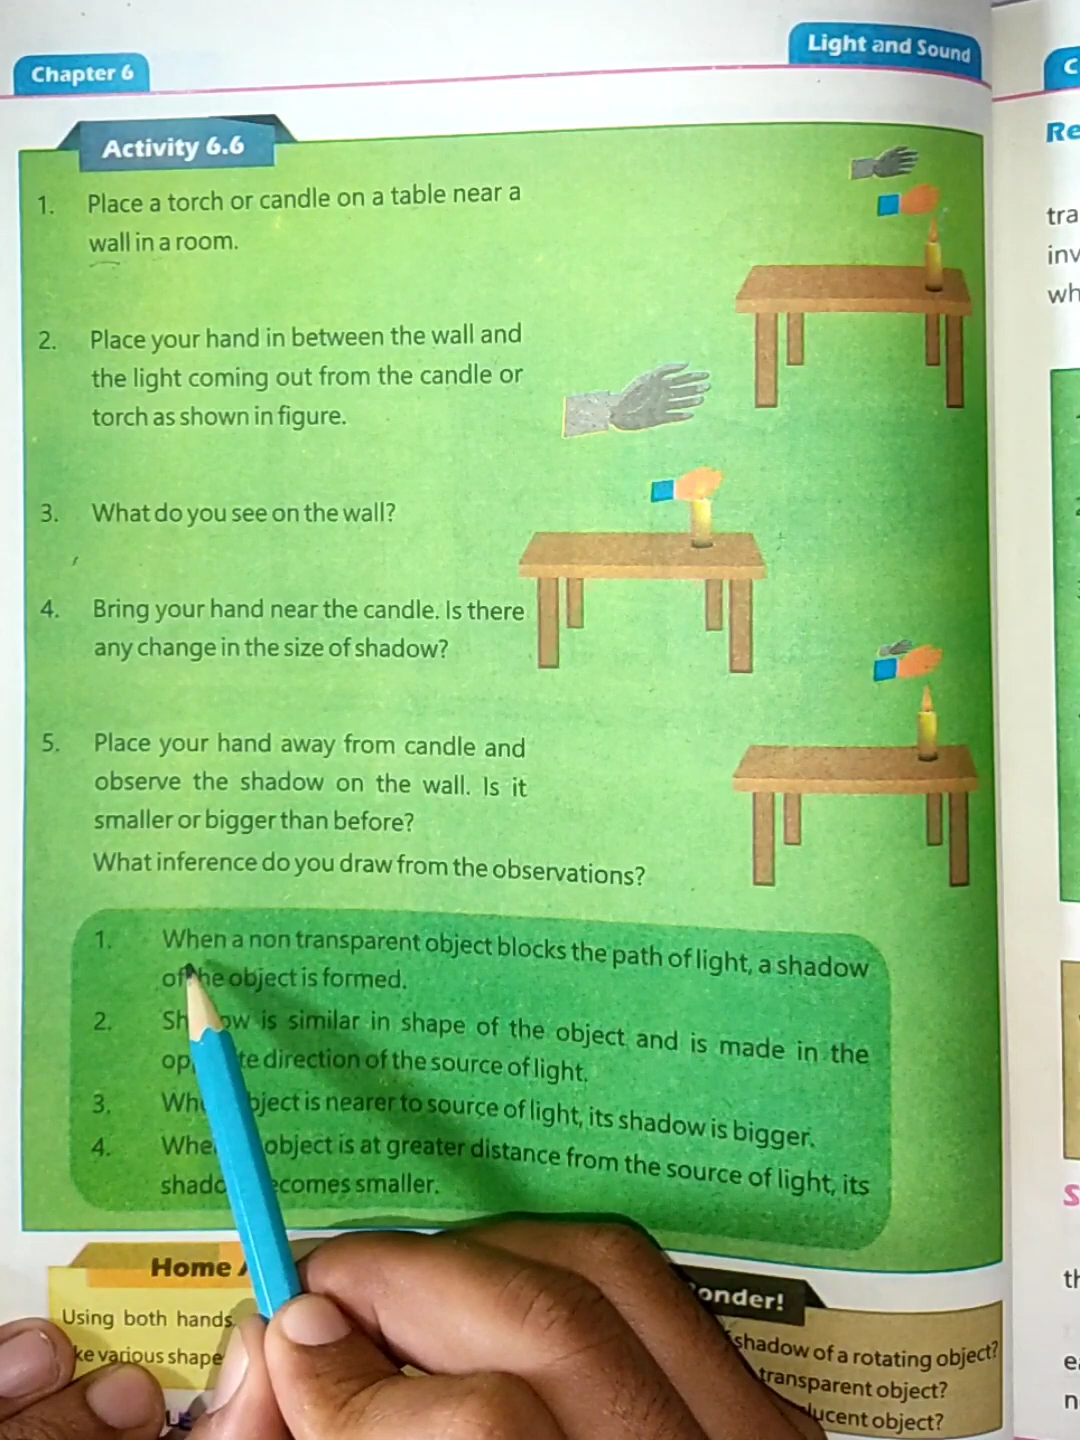 Chapter 6
Light and Sound
Activity 6.6
1. Place a torch or candle on a table near a
wall in a room.
2. Place your hand in between the wall and
the light coming out from the candle or
torch as shown in figure.
3. What do you see on the wall?
4. Bring your hand near the candle. Is there
any change in the size of shadow?
5. Place your hand away from candle and
observe the shadow on the wall. Is it
smaller or bigger than before?
What inference do you draw from the observations?
1. When a non transparent object blocks the path of light, a shadow
of the object is formed.
2. is similar in shape of the object and is made in the
direction of the source of light.
3. is nearer to source of light, its shadow is bigger.
4. object is at greater distance from the source of light, its
smaller.
Home
Using both hands
various shape
shadow of a rotating object?
transparent object?
object?